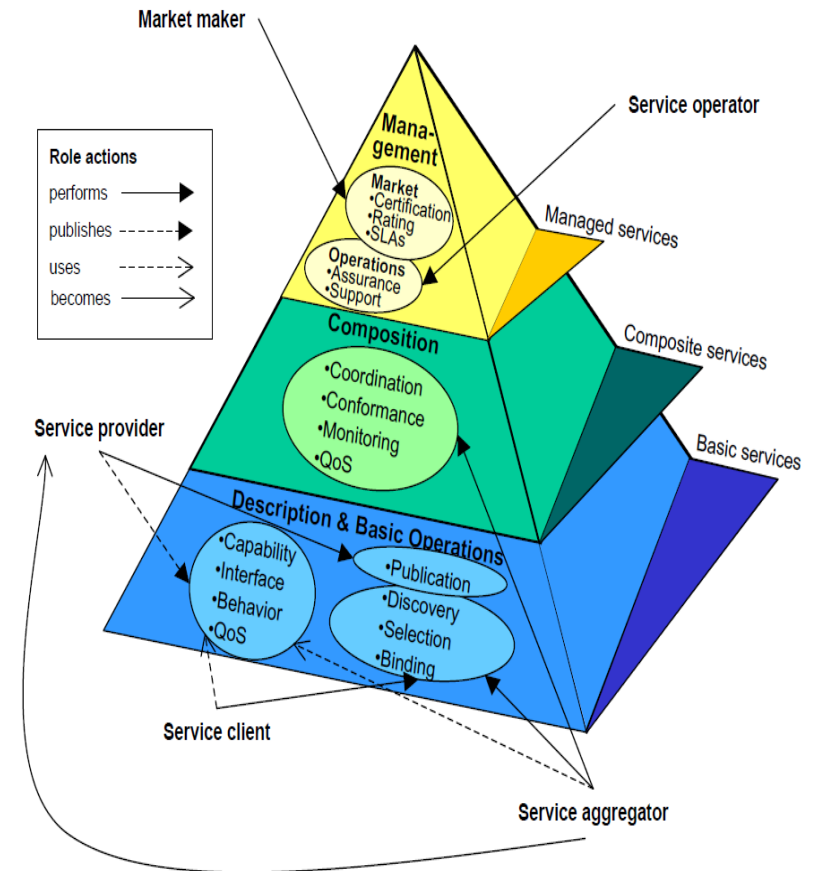 Market maker
Service operator
Role actions
performs
publishes
uses
becomes
Mana-
gement
Market
•Certification
•Rating
•SLAs
Operations
•Assurance
•Support
Managed services
Composition
•Coordination
•Conformance
•Monitoring
•QoS
Composite services
Service provider
Basic services
Description & Basic Operations
•Capability
•Interface
•Behavior
•QoS
•Publication
•Discovery
•Selection
•Binding
Service client
Service aggregator